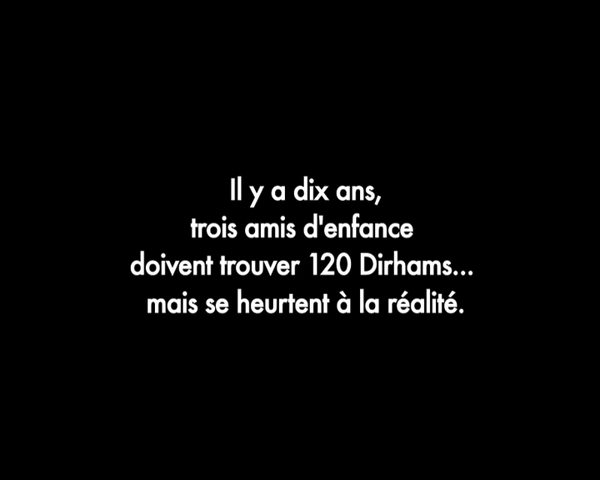 Il y a dix ans,
trois amis d'enfance
doivent trouver 120 Dirhams...
mais se heurtent à la réalité.